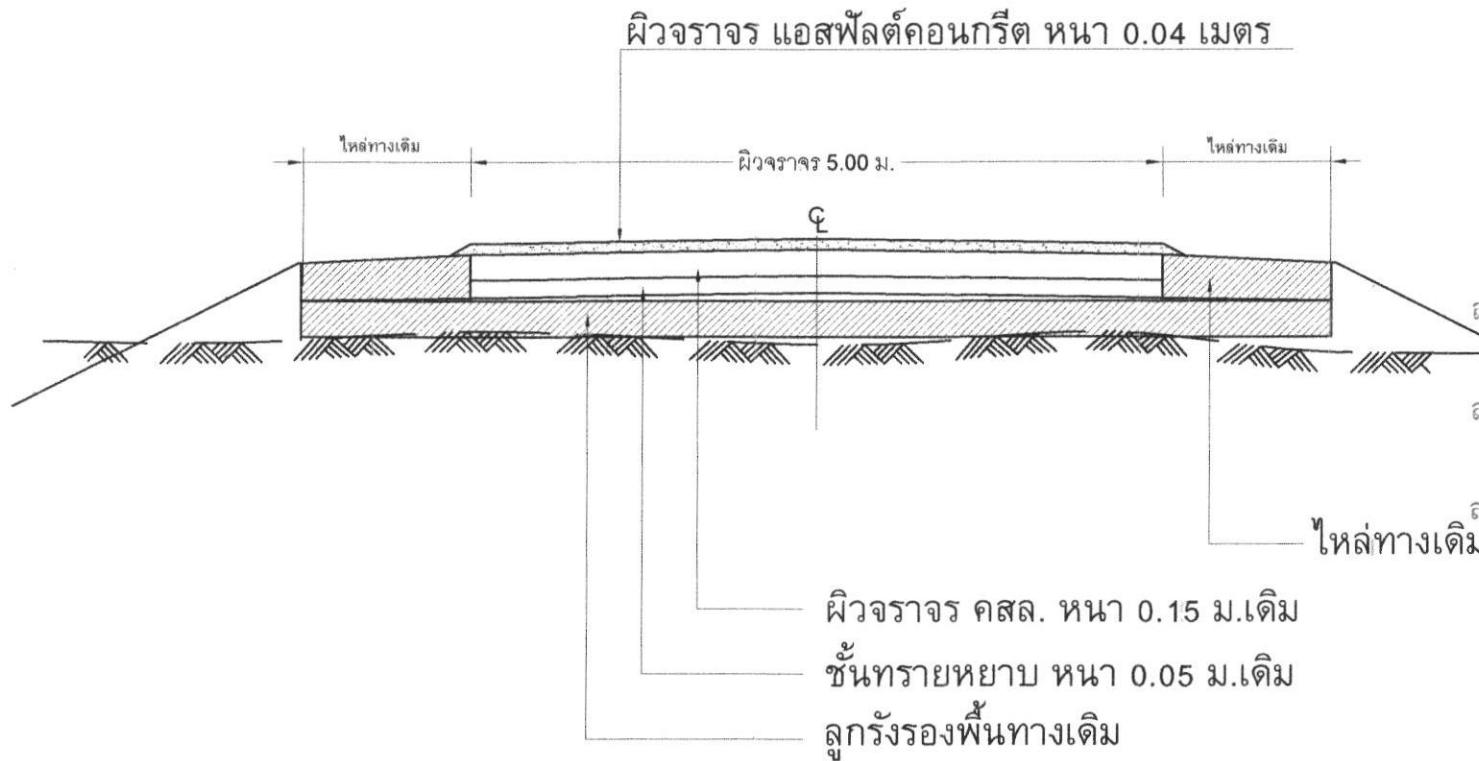 ผิวจราจร แอสฟัลต์คอนกรีต หนา 0.04 เมตร
ไหล่ทางเดิม
ผิวจราจร 5.00 ม.
ไหล่ทางเดิม
ไหล่ทางเดิม
ผิวจราจร คสล. หนา 0.15 ม.เดิม
ชั้นทรายหยาบ หนา 0.05 ม.เดิม
ลูกรังรองพื้นทางเดิม